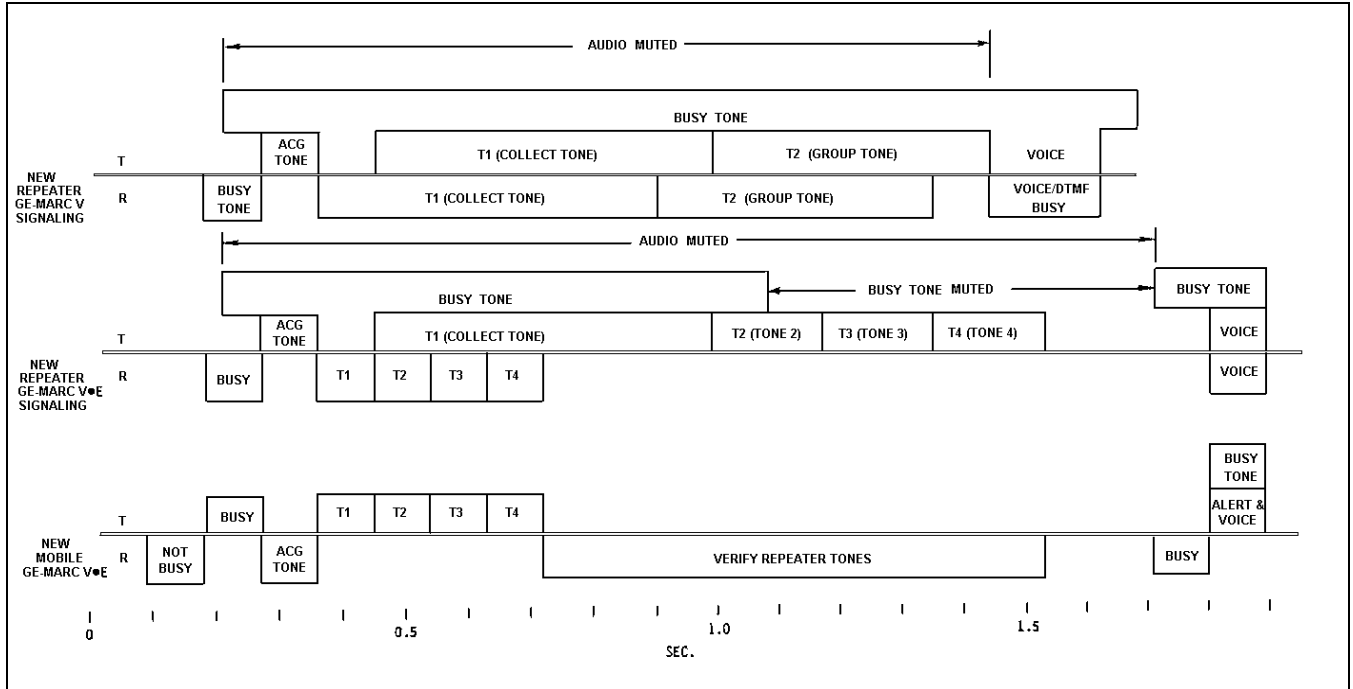 AUDIO MUTED
BUSY TONE
ACG TONE
T1 (COLLECT TONE)
T2 (GROUP TONE)
VOICE
T
NEW REPEATER GE-MARC V SIGNALING
R
BUSY TONE
T1 (COLLECT TONE)
T2 (GROUP TONE)
VOICE/DTMF BUSY
AUDIO MUTED
BUSY TONE
BUSY TONE MUTED
BUSY TONE
ACG TONE
T1 (COLLECT TONE)
T2 (TONE 2)
T3 (TONE 3)
T4 (TONE 4)
VOICE
T
NEW REPEATER GE-MARC V●E SIGNALING
R
BUSY
T1
T2
T3
T4
VOICE
BUSY TONE
BUSY
T1
T2
T3
T4
ALERT & VOICE
T
NEW MOBILE GE-MARC V●E
R
NOT BUSY
ACG TONE
VERIFY REPEATER TONES
BUSY
0
0.5
1.0
1.5
SEC.